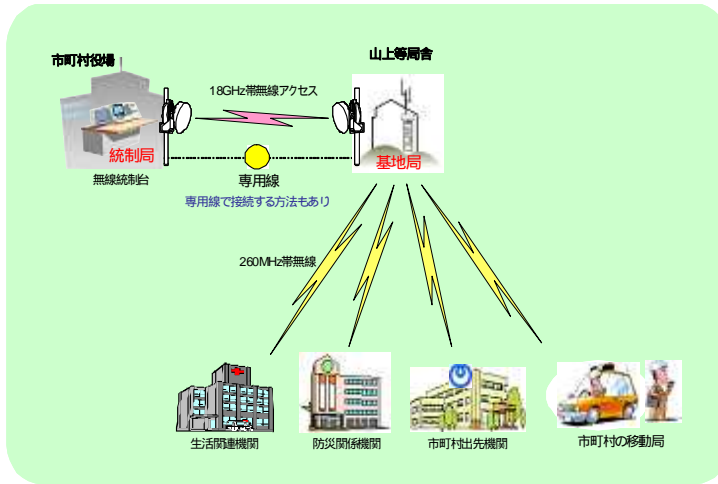 市町村役場
山上等局舎
18GHz帯無線アクセス
統制局
基地局
無線統制台
専用線
専用線で接続する方法もあり
260MHz帯無線
生活関連機関
防災関係機関
市町村出先機関
市町村の移動局